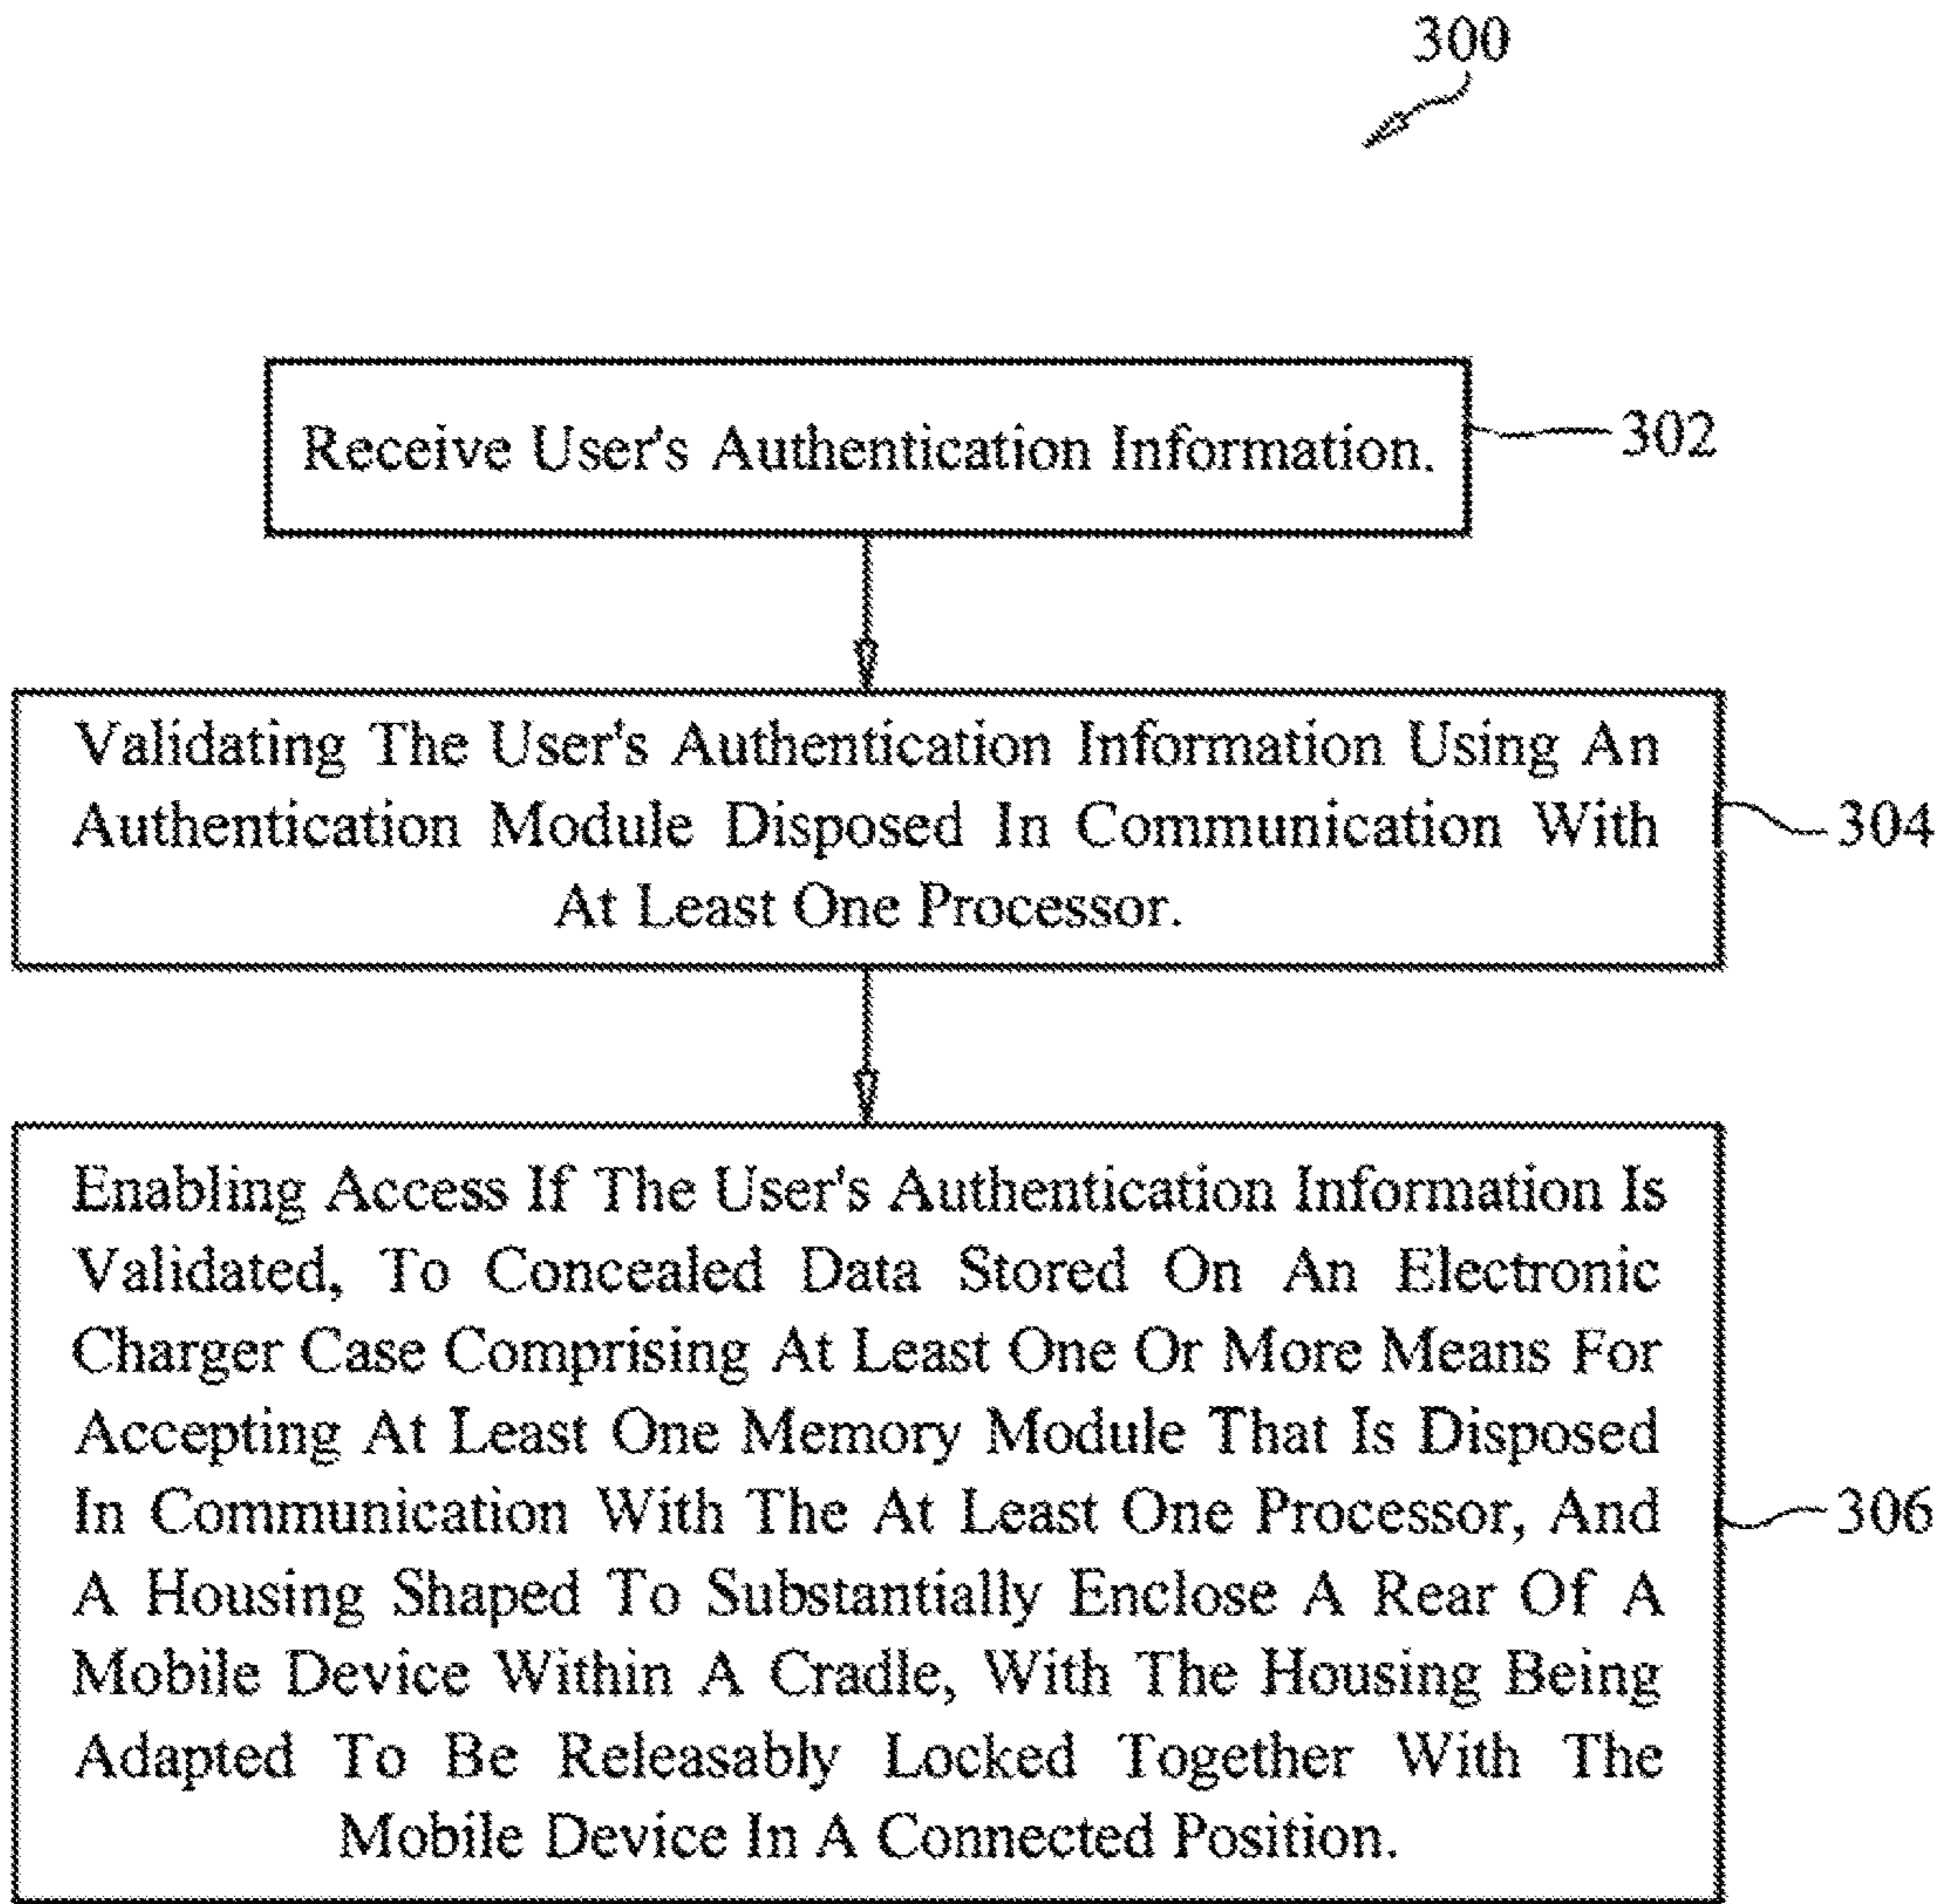 300
Receive User's Authentication Information.
302
Validating The User's Authentication Information Using An
Authentication Module Disposed In Communication With
At Least One Processor.
304
Enabling Access If The User's Authentication Information Is
Validated, To Concealed Data Stored On An Electronic
Charger Case Comprising At Least One Or More Means For
Accepting At Least One Memory Module That Is Disposed
In Communication With The At Least One Processor, And
A Housing Shaped To Substantially Enclose A Rear Of A
Mobile Device Within A Cradle, With The Housing Being
Adapted To Be Releasably Locked Together With The
Mobile Device In A Connected Position.
306